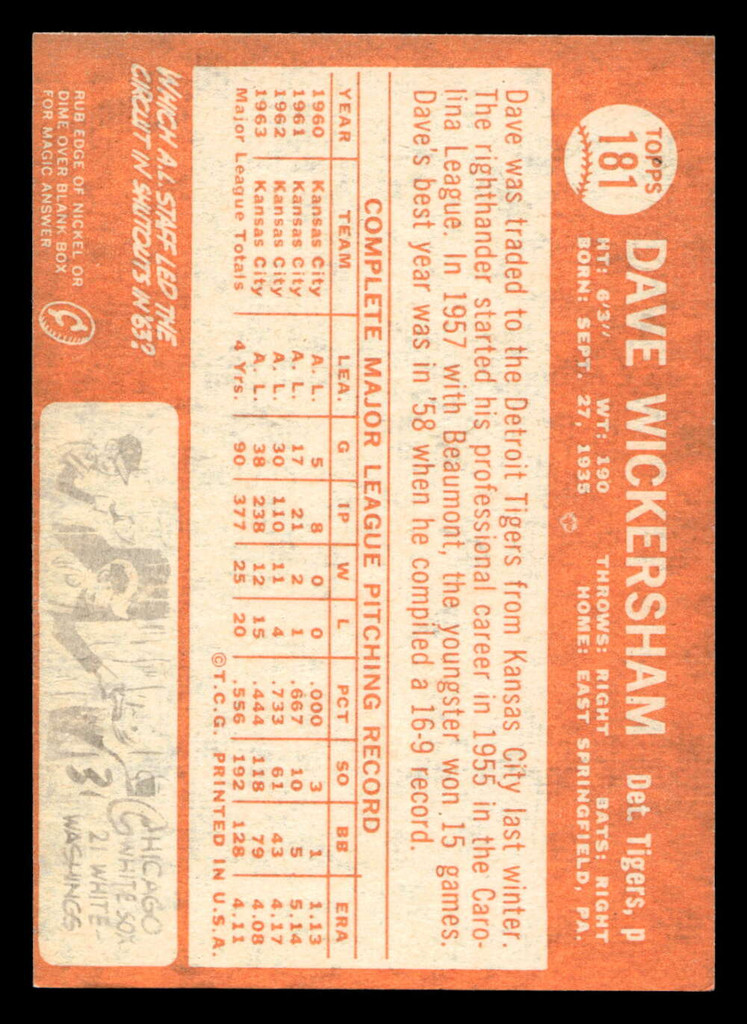 TOPPS
181
DAVE WICKERSHAM Det. Tigers, p
HT: 6'3" WT: 190 THROWS: RIGHT BATS: RIGHT
BORN: SEPT. 27, 1935 HOME: EAST SPRINGFIELD, PA.
Dave was traded to the Detroit Tigers from Kansas City last winter.
The righthander started his professional career in 1955 in the Caro-
lina League. In 1957 with Beaumont, the youngster won 15 games.
Dave's best year was in '58 when he compiled a 16-9 record.
COMPLETE MAJOR LEAGUE PITCHING RECORD
YEAR TEAM LEA. G IP W L PCT SO BB ERA
1960 Kansas City A. L. 5 8 0 0 .000 3 1 1.13
1961 Kansas City A. L. 17 21 2 1 .667 10 5 5.14
1962 Kansas City A. L. 30 110 11 4 .733 61 43 4.17
1963 Kansas City A. L. 38 238 12 15 .444 118 79 4.08
Major League Totals 4 Yrs. 90 377 25 20 .556 192 128 4.11
©T.C.G. PRINTED IN U.S.A.
WHICH A.L. STAFF LED THE
CIRCUIT IN SHUTOUTS IN '63?
RUB EDGE OF NICKEL OR
DIME OVER BLANK BOX
FOR MAGIC ANSWER
CHICAGO
WHITE SOX
21 WHITE-
WASHINGS